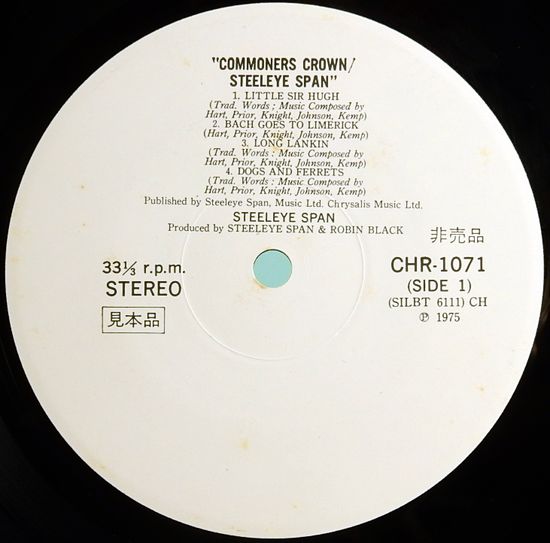 "COMMONERS CROWN/
STEELEYE SPAN"
1. LITTLE SIR HUGH
(Trad. Words ; Music Composed by
Hart, Prior, Knight, Johnson, Kemp)
2. BACH GOES TO LIMERICK
(Hart, Prior, Knight, Johnson, Kemp)
3. LONG LANKIN
(Trad. Words : Music Composed by
Hart, Prior, Knight, Johnson, Kemp)
4. DOGS AND FERRETS
(Trad. Words ; Music Composed by
Hart, Prior, Knight, Johnson, Kemp)
Published by Steeleye Span, Music Ltd. Chrysalis Music Ltd.
STEELEYE SPAN
Produced by STEELEYE SPAN & ROBIN BLACK
非売品
33⅓ r.p.m.
STEREO
見本品
CHR-1071
(SIDE 1)
(SILBT 6111) CH
℗ 1975